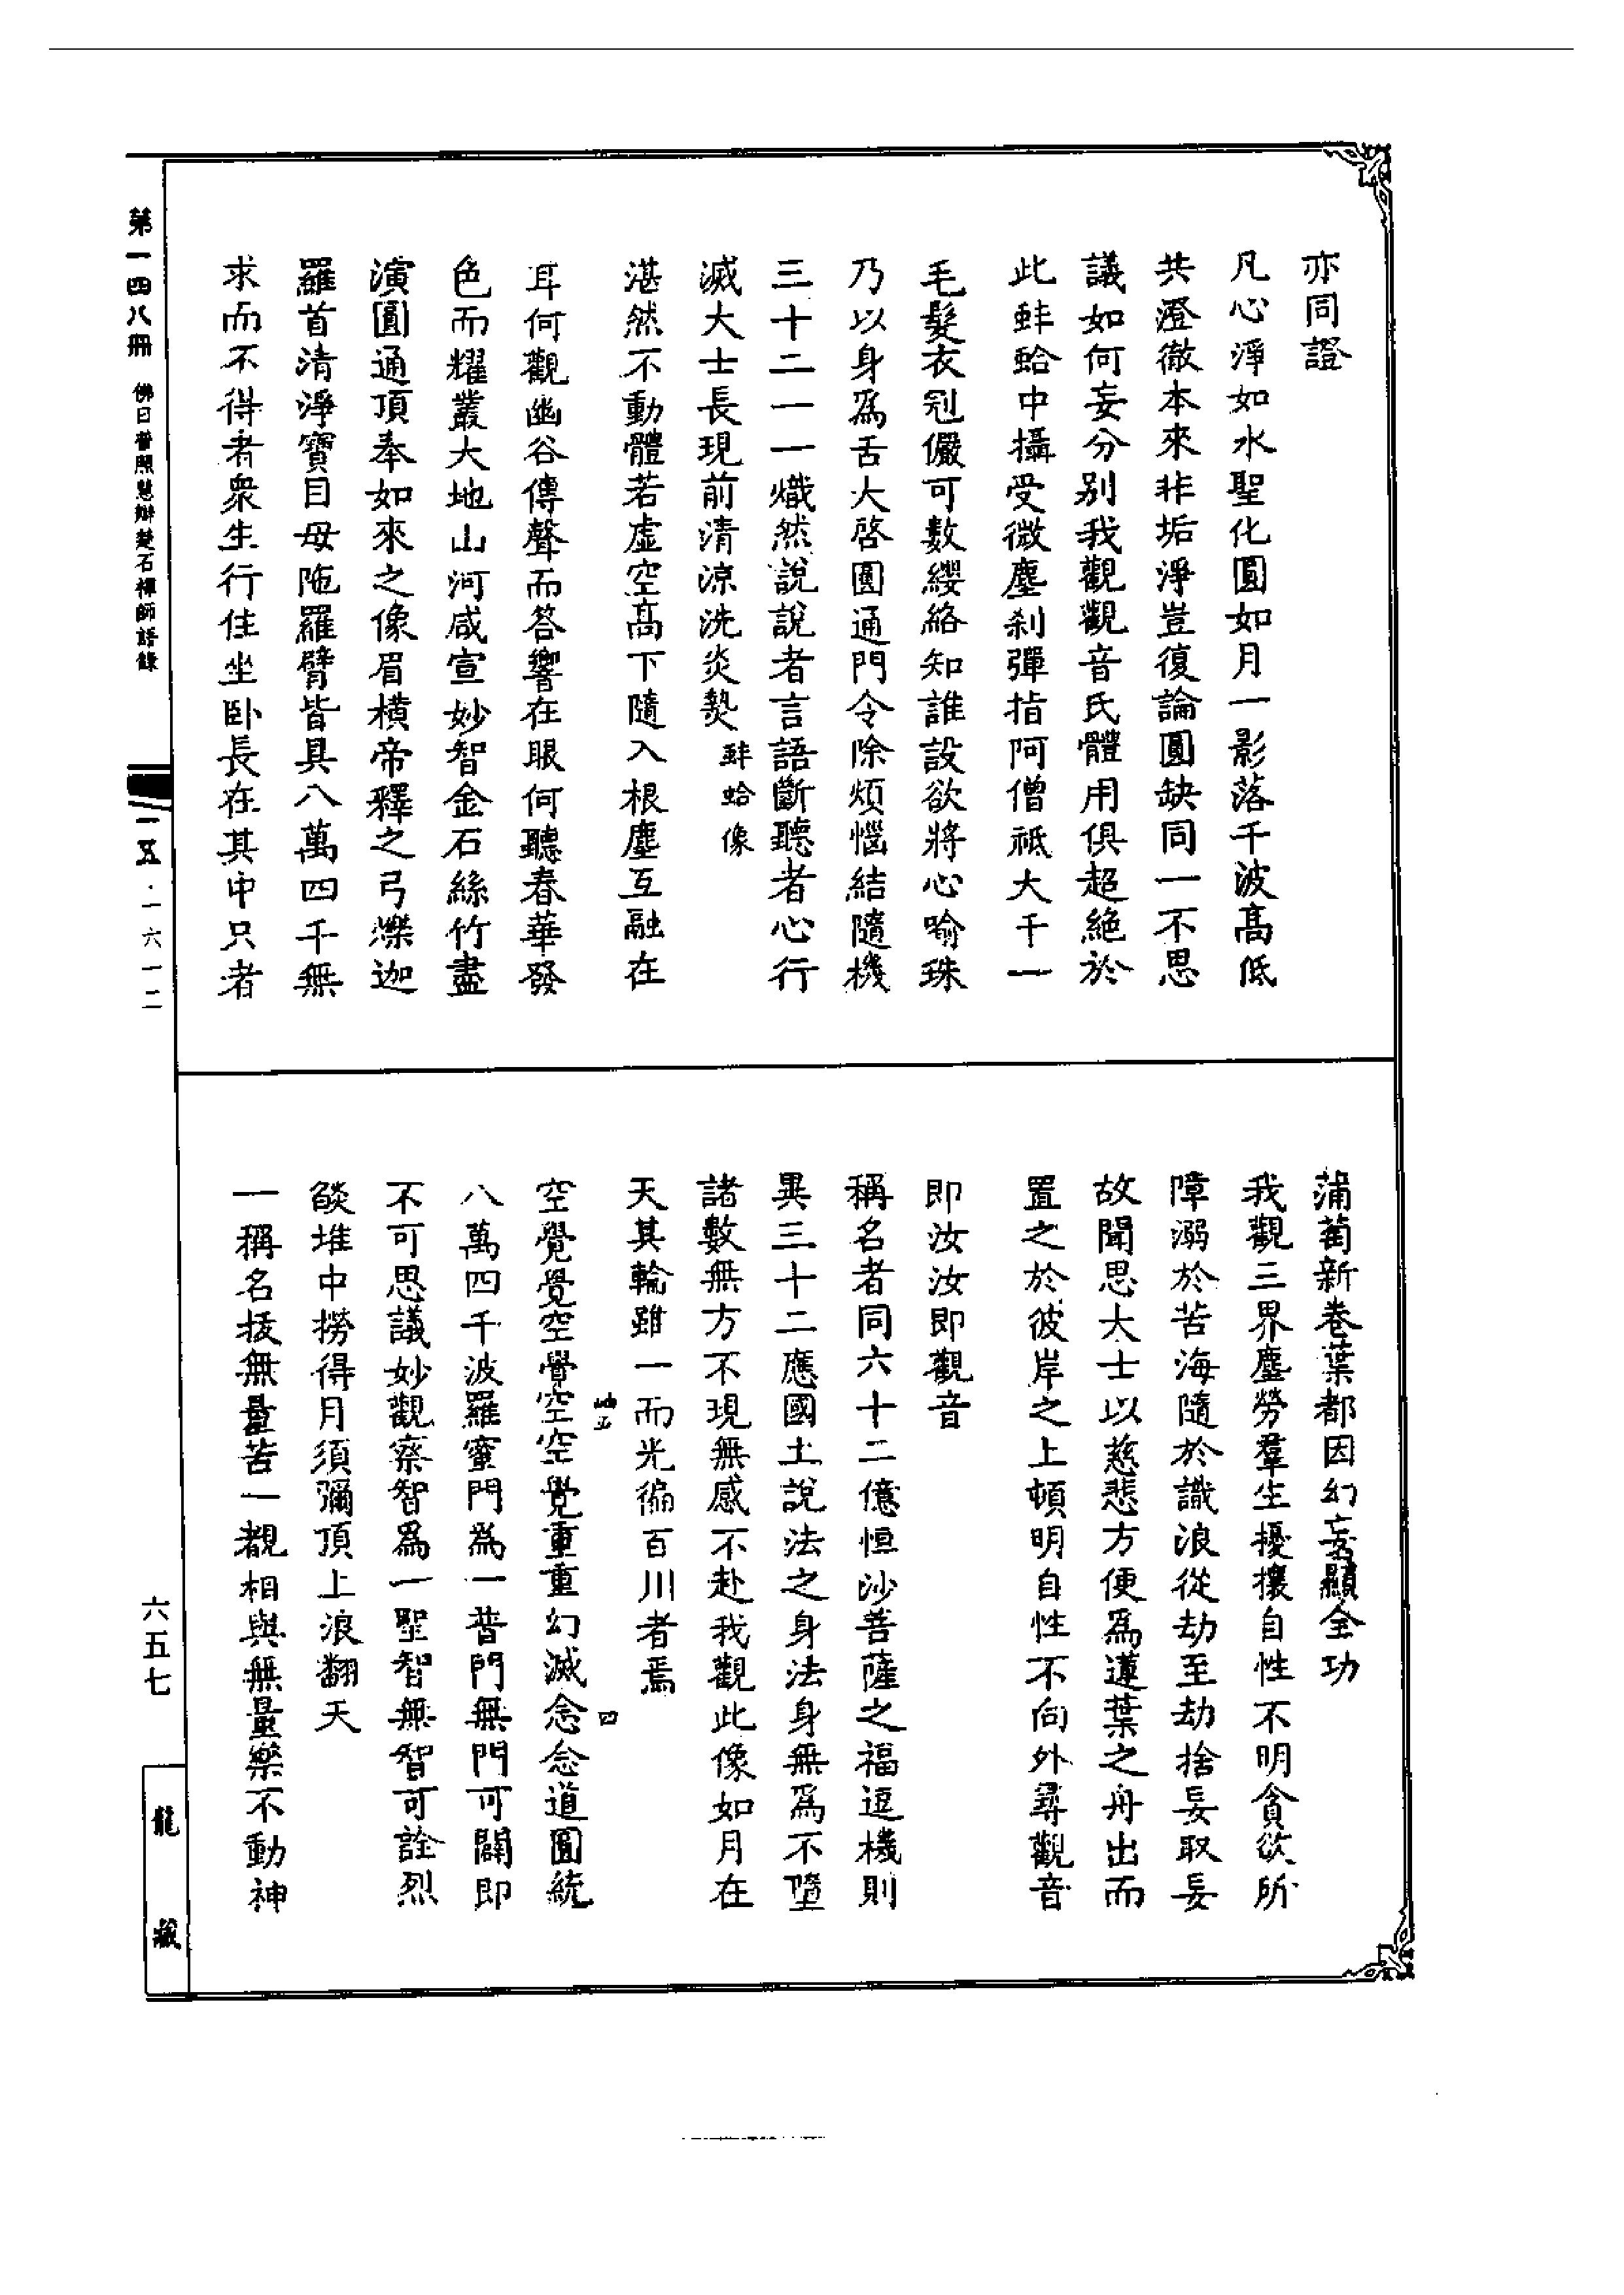 亦同證
凡心淨如水聖化圓如月一影落千波高低
共澄徹本來非垢淨豈復論圓缺同一不思
議如何妄分別我觀觀音氏體用俱超絕於
此蚌蛤中攝受微塵刹彈指阿僧祇大千一
毛髮衣冠儼可數纓絡知誰設欲將心喻珠
乃以身爲舌大啓圓通門令除煩惱結隨機
三十二一一熾然說說者言語斷聽者心行
滅大士長現前清涼洗炎熱蚌蛤像
湛然不動體若虛空高下隨入根塵互融在
耳何觀幽谷傳聲而答響在眼何聽春華發
色而耀叢大地山河咸宣妙智金石絲竹盡
演圓通頂奉如來之像眉橫帝釋之弓爍迦
羅首清淨寶目母陁羅臂皆具八萬四千無
求而不得者衆生行住坐臥長在其中只者
蒲萄新卷葉都因幻妄顯全功
我觀三界塵勞羣生擾攘自性不明貪欲所
障溺於苦海隨於識浪從劫至劫捨妄取妄
故聞思大士以慈悲方便爲蓮葉之舟出而
置之於彼岸之上頓明自性不向外尋觀音
即汝汝即觀音
稱名者同六十二億恒沙菩薩之福逗機則
異三十二應國土說法之身法身無爲不墮
諸數無方不現無感不赴我觀此像如月在
天其輪雖一而光徧百川者焉
空覺覺空覺空空覺重重幻滅念念道圓統
八萬四千波羅蜜門爲一普門無門可闢即
不可思議妙觀察智爲一聖智無智可詮烈
燄堆中撈得月須彌頂上浪翻天
一稱名拔無量苦一覩相與無量樂不動神
第一四八冊 佛日普照慧辯楚石禪師語錄
一五·一六一二
六五七
龍藏